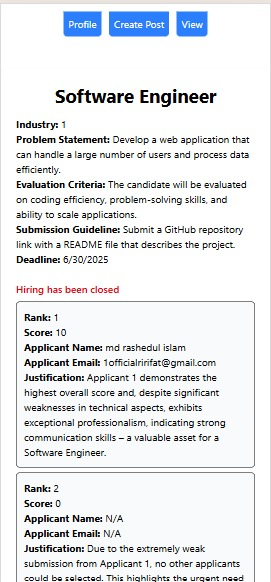 Profile Create Post View
Software Engineer
Industry: 1
Problem Statement: Develop a web application that
can handle a large number of users and process data
efficiently.
Evaluation Criteria: The candidate will be evaluated
on coding efficiency, problem-solving skills, and
ability to scale applications.
Submission Guideline: Submit a GitHub repository
link with a README file that describes the project.
Deadline: 6/30/2025
Hiring has been closed
Rank: 1
Score: 10
Applicant Name: md rashedul islam
Applicant Email: 1officialririfat@gmail.com
Justification: Applicant 1 demonstrates the
highest overall score and, despite significant
weaknesses in technical aspects, exhibits
exceptional professionalism, indicating strong
communication skills – a valuable asset for a
Software Engineer.
Rank: 2
Score: 0
Applicant Name: N/A
Applicant Email: N/A
Justification: Due to the extremely weak
submission from Applicant 1, no other applicants
could be selected. This highlights the urgent need